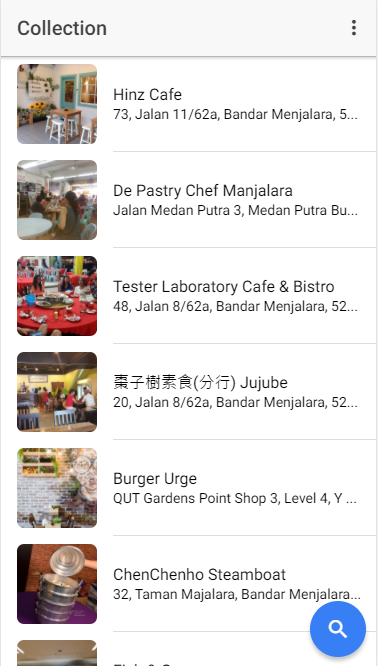 Collection
Hinz Cafe
73, Jalan 11/62a, Bandar Menjalara, 5...
De Pastry Chef Manjalara
Jalan Medan Putra 3, Medan Putra Bu...
Tester Laboratory Cafe & Bistro
48, Jalan 8/62a, Bandar Menjalara, 52...
棗子樹素食(分行) Jujube
20, Jalan 8/62a, Bandar Menjalara, 52...
Burger Urge
QUT Gardens Point Shop 3, Level 4, Y ...
ChenChenho Steamboat
32, Taman Majalara, Bandar Menjalara...